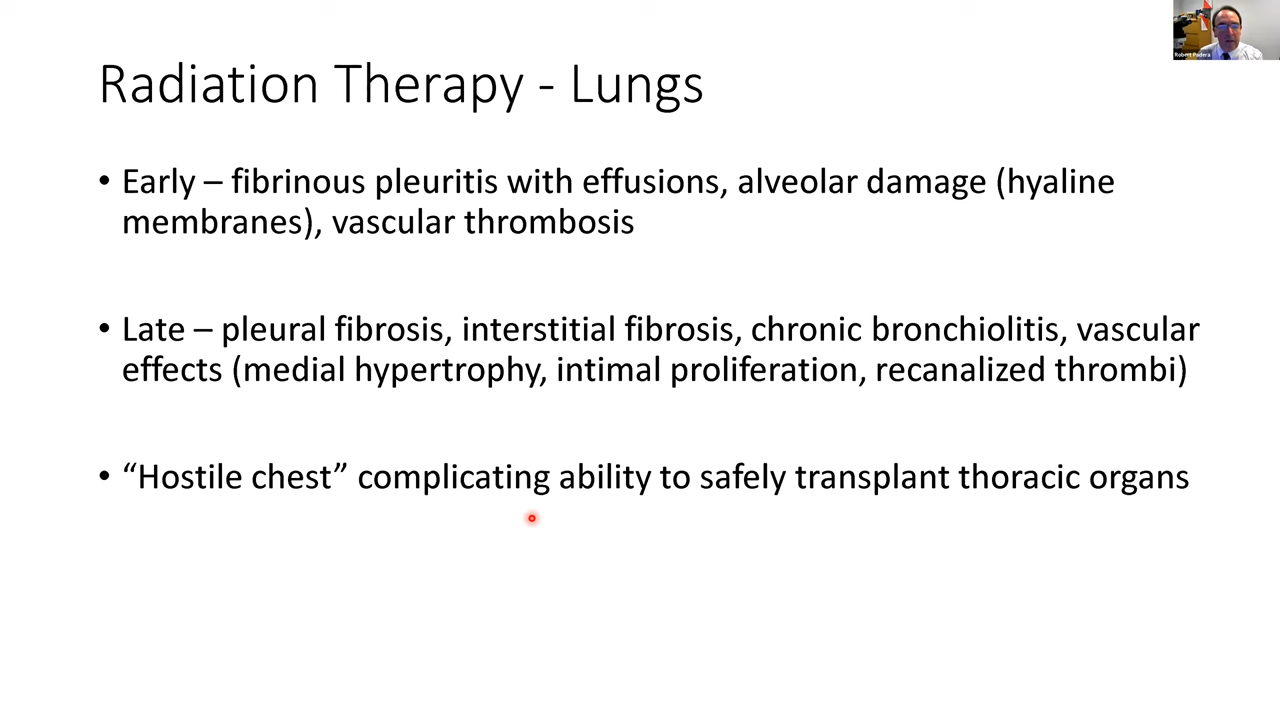 Robert Padera
Radiation Therapy - Lungs
• Early – fibrinous pleuritis with effusions, alveolar damage (hyaline
membranes), vascular thrombosis
• Late – pleural fibrosis, interstitial fibrosis, chronic bronchiolitis, vascular
effects (medial hypertrophy, intimal proliferation, recanalized thrombi)
• “Hostile chest” complicating ability to safely transplant thoracic organs